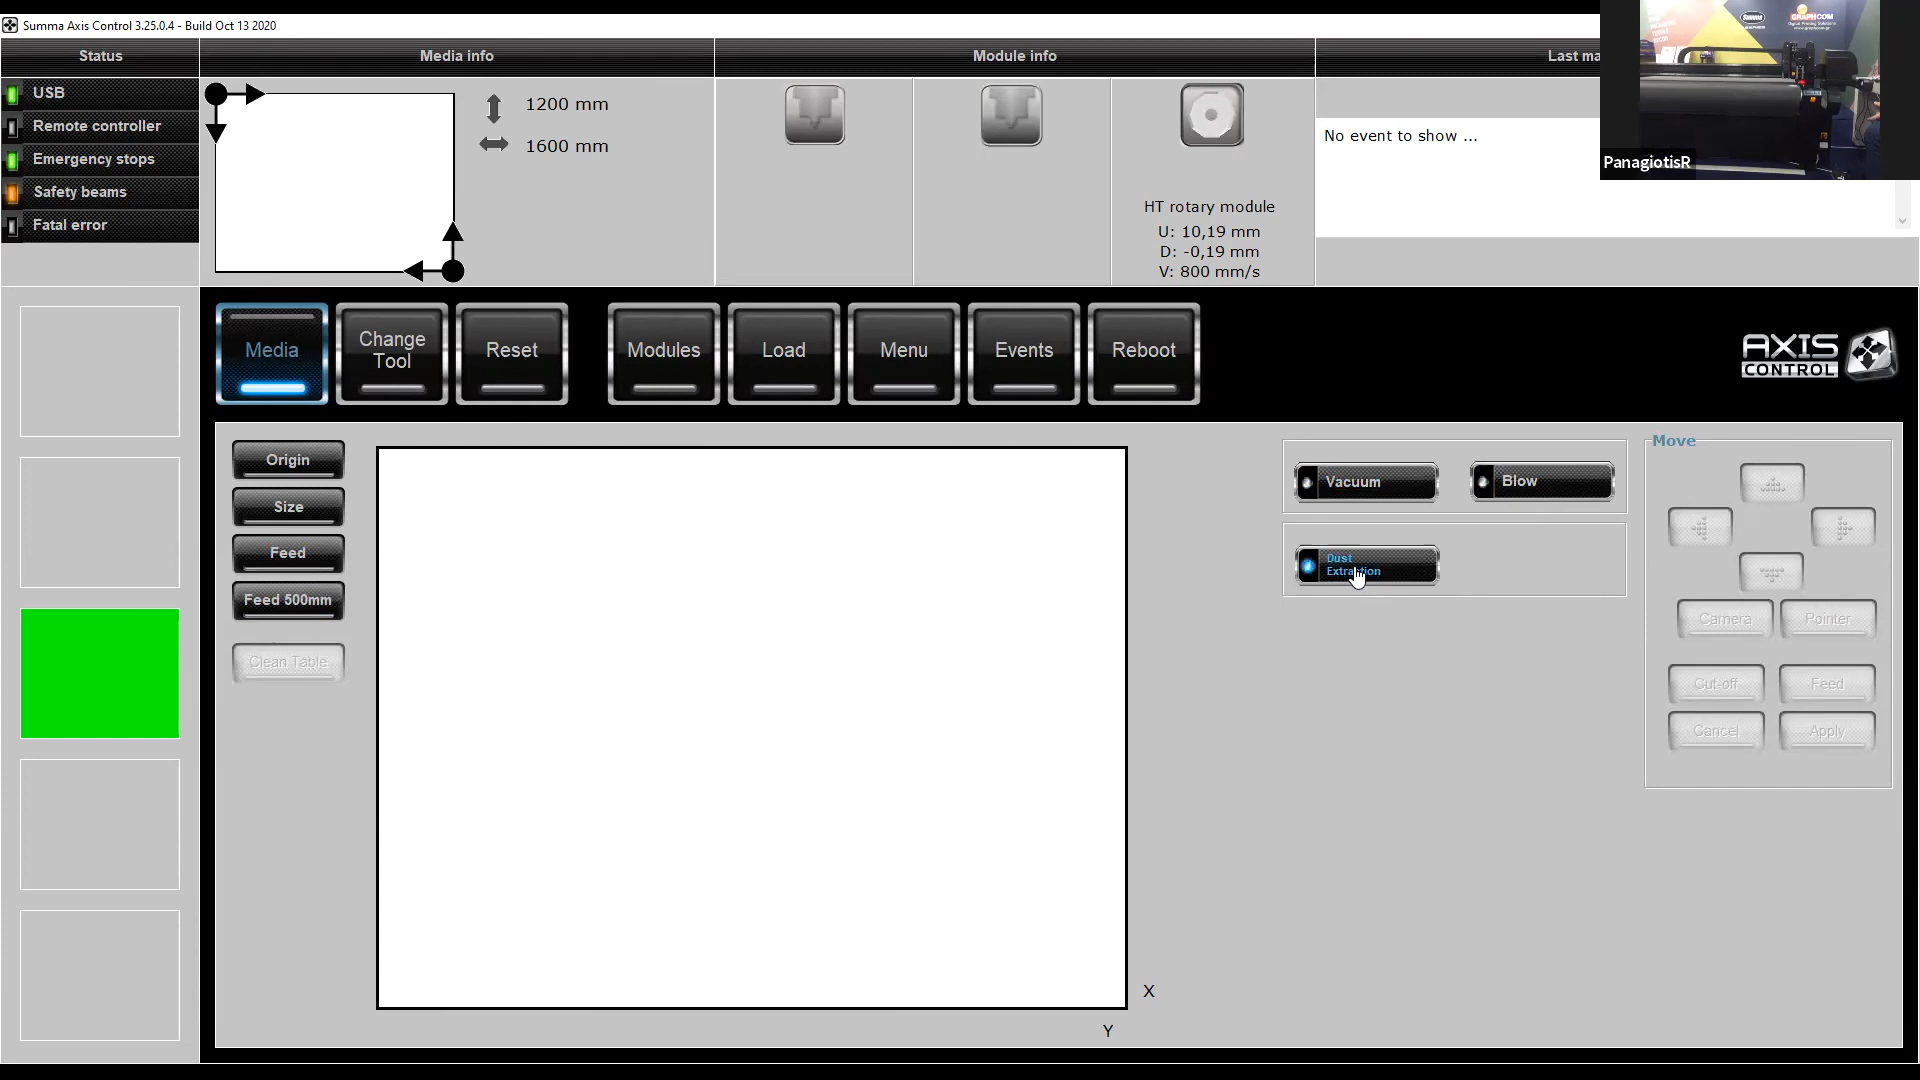 Summa Axis Control 3.25.0.4 - Build Oct 13 2020
Status
Media info
Module info
Last ma
USB
Remote controller
Emergency stops
Safety beams
Fatal error
1200 mm
1600 mm
HT rotary module
U: 10,19 mm
D: -0,19 mm
V: 800 mm/s
No event to show ...
GRAPHCOM
PanagiotisR
Media
Change
Tool
Reset
Modules
Load
Menu
Events
Reboot
AXIS
CONTROL
Origin
Size
Feed
Feed 500mm
Clean Table
X
Y
Vacuum
Blow
Dust
Extraction
Move
Camera
Pointer
Cut-off
Feed
Cancel
Apply